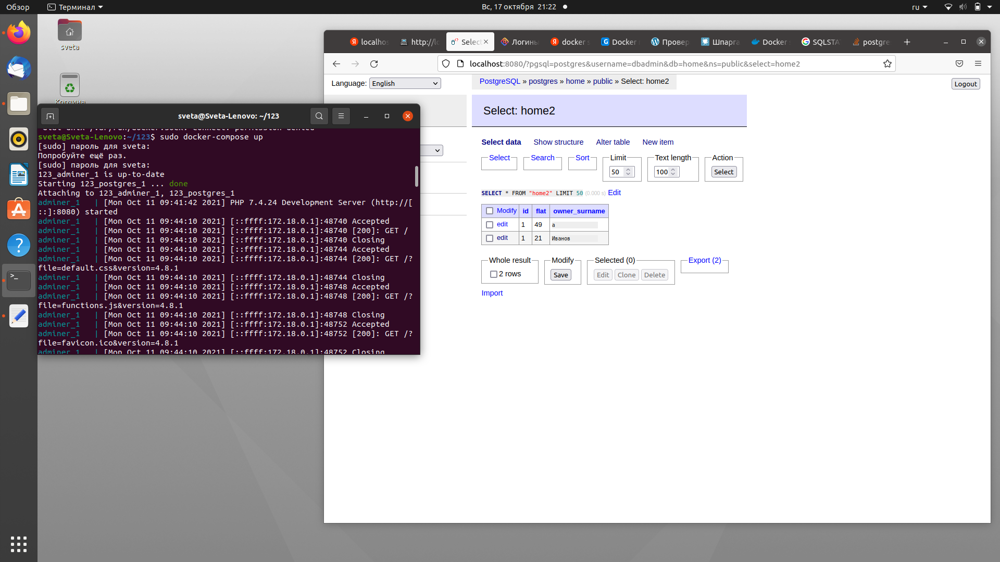 Обзор
Терминал
Вс, 17 октября 21:22
ru
sveta
Корзина
localhos
http://lo
Select
Логины
docker s
Docker
Провер
Шпарга
Docker
SQLSTA
postgre
localhost:8080/?pgsql=postgres&username=dbadmin&db=home&ns=public&select=home2
Language: English
PostgreSQL » postgres » home » public » Select: home2
Logout
Select: home2
Select data Show structure Alter table New item
Select Search Sort Limit Text length Action
50 100 Select
SELECT * FROM "home2" LIMIT 50 (0.000 s) Edit
Modify id flat owner_surname
edit 1 49 а
edit 1 21 Иванов
Whole result Modify Selected (0) Export (2)
2 rows Save Edit Clone Delete
Import
sveta@Sveta-Lenovo: ~/123
sveta@Sveta-Lenovo:~/123$ sudo docker-compose up
[sudo] пароль для sveta:
Попробуйте ещё раз.
[sudo] пароль для sveta:
123_adminer_1 is up-to-date
Starting 123_postgres_1 ... done
Attaching to 123_adminer_1, 123_postgres_1
adminer_1 | [Mon Oct 11 09:41:42 2021] PHP 7.4.24 Development Server (http://[
::]:8080) started
adminer_1 | [Mon Oct 11 09:44:10 2021] [::ffff:172.18.0.1]:48740 Accepted
adminer_1 | [Mon Oct 11 09:44:10 2021] [::ffff:172.18.0.1]:48740 [200]: GET /
adminer_1 | [Mon Oct 11 09:44:10 2021] [::ffff:172.18.0.1]:48740 Closing
adminer_1 | [Mon Oct 11 09:44:10 2021] [::ffff:172.18.0.1]:48744 Accepted
adminer_1 | [Mon Oct 11 09:44:10 2021] [::ffff:172.18.0.1]:48744 [200]: GET /?
file=default.css&version=4.8.1
adminer_1 | [Mon Oct 11 09:44:10 2021] [::ffff:172.18.0.1]:48744 Closing
adminer_1 | [Mon Oct 11 09:44:10 2021] [::ffff:172.18.0.1]:48748 Accepted
adminer_1 | [Mon Oct 11 09:44:10 2021] [::ffff:172.18.0.1]:48748 [200]: GET /?
file=functions.js&version=4.8.1
adminer_1 | [Mon Oct 11 09:44:10 2021] [::ffff:172.18.0.1]:48748 Closing
adminer_1 | [Mon Oct 11 09:44:10 2021] [::ffff:172.18.0.1]:48752 Accepted
adminer_1 | [Mon Oct 11 09:44:10 2021] [::ffff:172.18.0.1]:48752 [200]: GET /?
file=favicon.ico&version=4.8.1
adminer_1 | [Mon Oct 11 09:44:10 2021] [::ffff:172.18.0.1]:48752 Closing